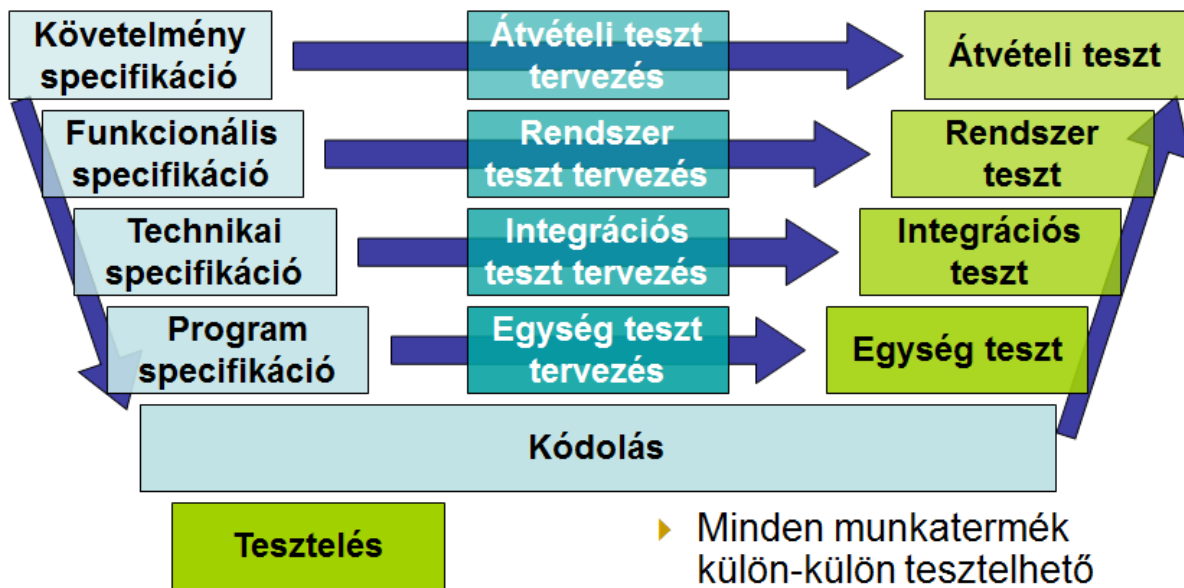 Követelmény
specifikáció
Átvételi teszt
tervezés
Átvételi teszt
Funkcionális
specifikáció
Rendszer
teszt tervezés
Rendszer
teszt
Technikai
specifikáció
Integrációs
teszt tervezés
Integrációs
teszt
Program
specifikáció
Egység teszt
tervezés
Egység teszt
Kódolás
Tesztelés
Minden munkatermék
külön-külön tesztelhető